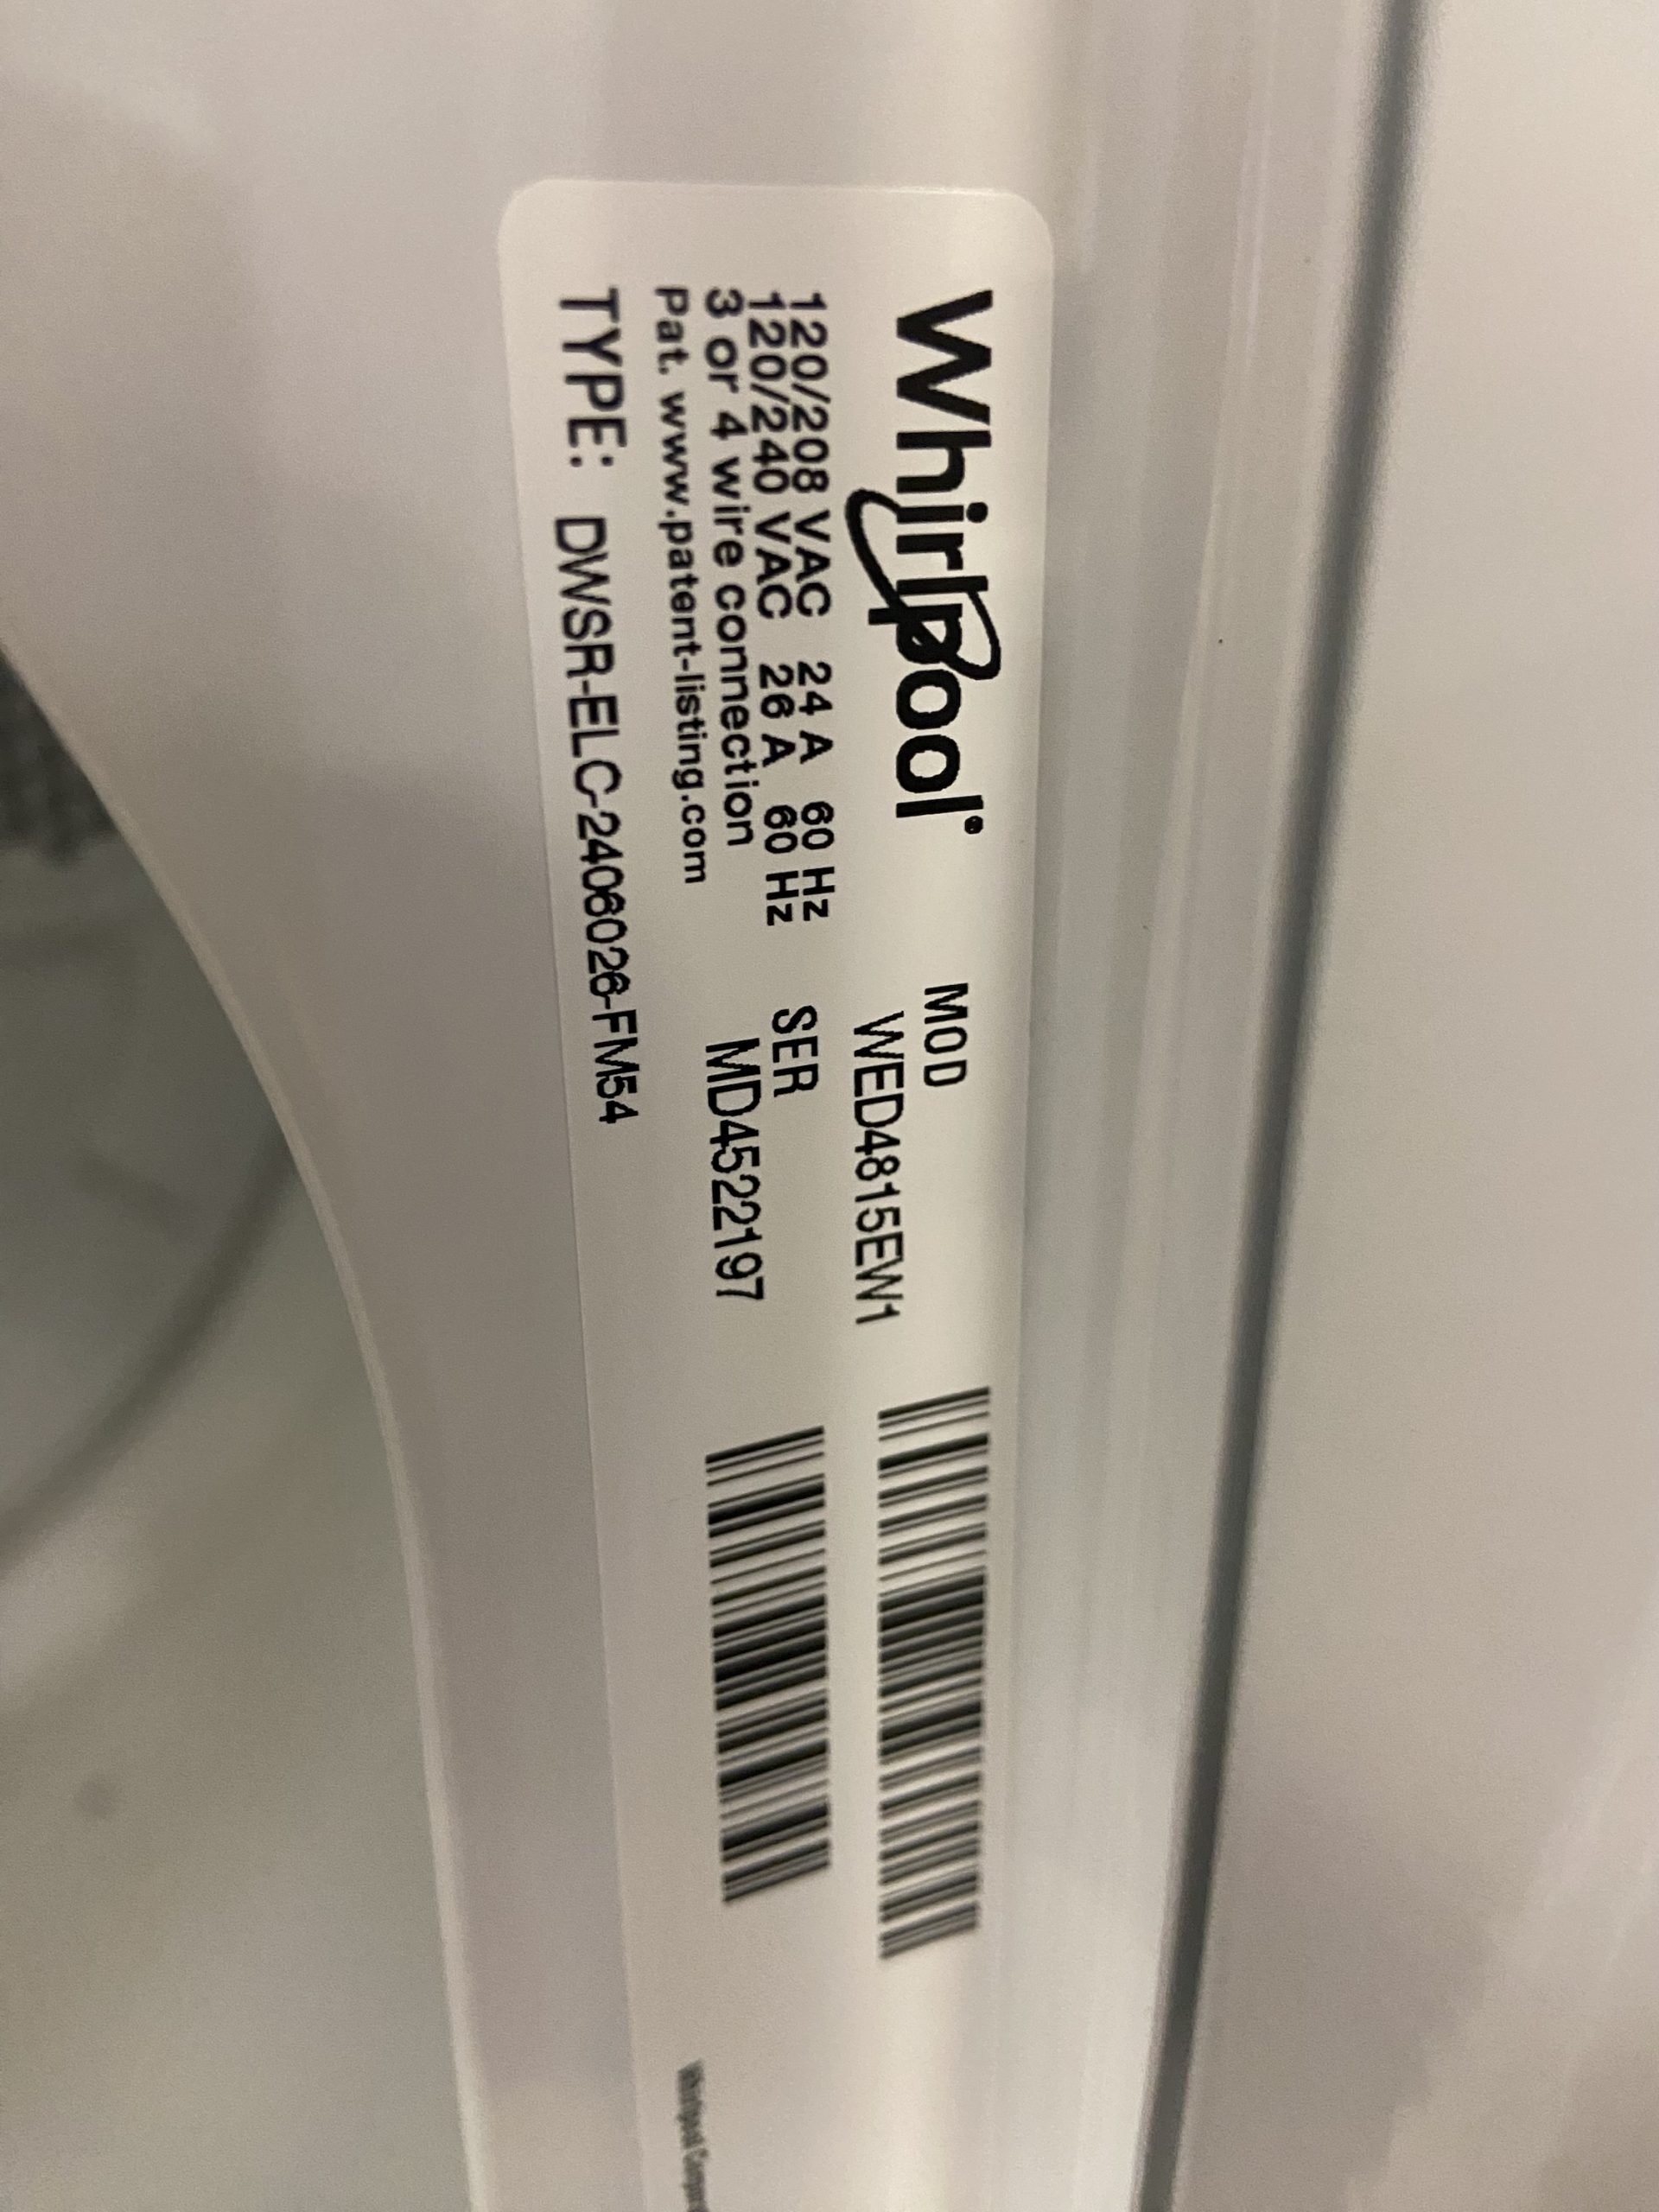 Whirlpool®
MOD
WED4815EW1
120/208 VAC 24 A 60 Hz
120/240 VAC 26 A 60 Hz
3 or 4 wire connection
Pat. www.patent-listing.com
SER
MD4522197
TYPE: DWSR-ELC-2406026-FM54
Whirlpool